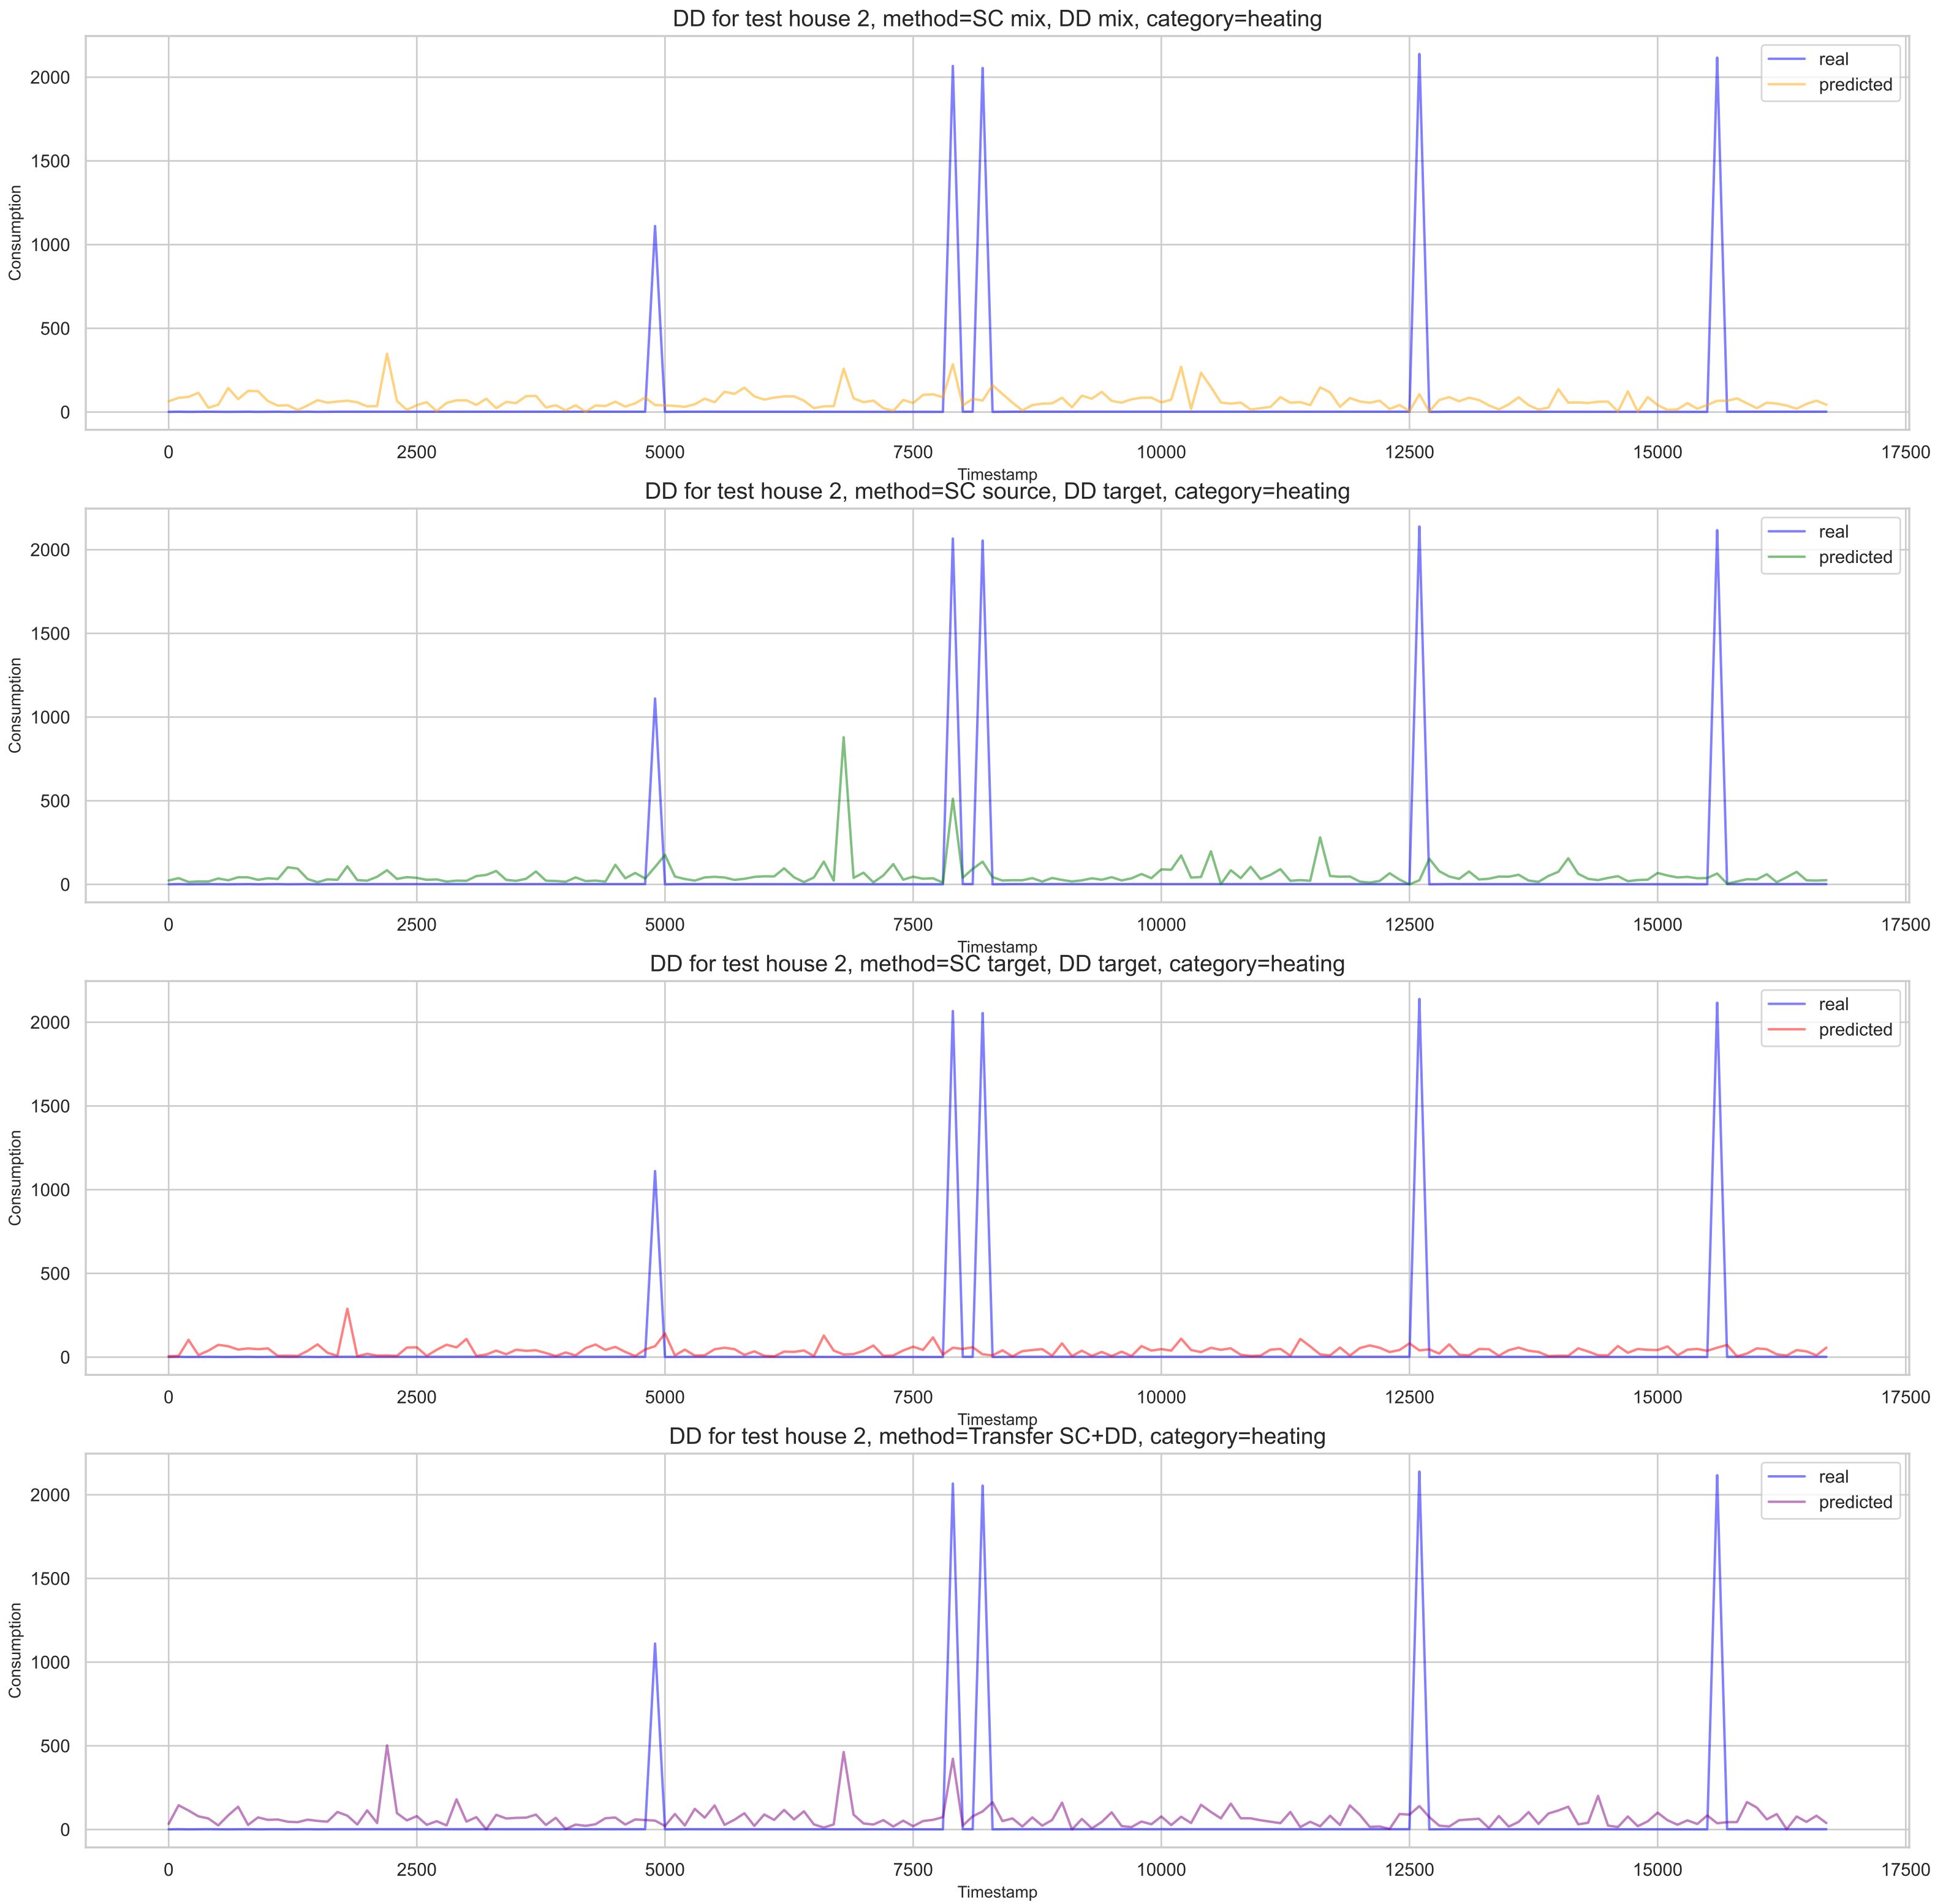 DD for test house 2, method=SC mix, DD mix, category=heating
real
predicted
Consumption
2000
1500
1000
500
0
0 2500 5000 7500 10000 12500 15000 17500
Timestamp
DD for test house 2, method=SC source, DD target, category=heating
real
predicted
Consumption
2000
1500
1000
500
0
0 2500 5000 7500 10000 12500 15000 17500
Timestamp
DD for test house 2, method=SC target, DD target, category=heating
real
predicted
Consumption
2000
1500
1000
500
0
0 2500 5000 7500 10000 12500 15000 17500
Timestamp
DD for test house 2, method=Transfer SC+DD, category=heating
real
predicted
Consumption
2000
1500
1000
500
0
0 2500 5000 7500 10000 12500 15000 17500
Timestamp